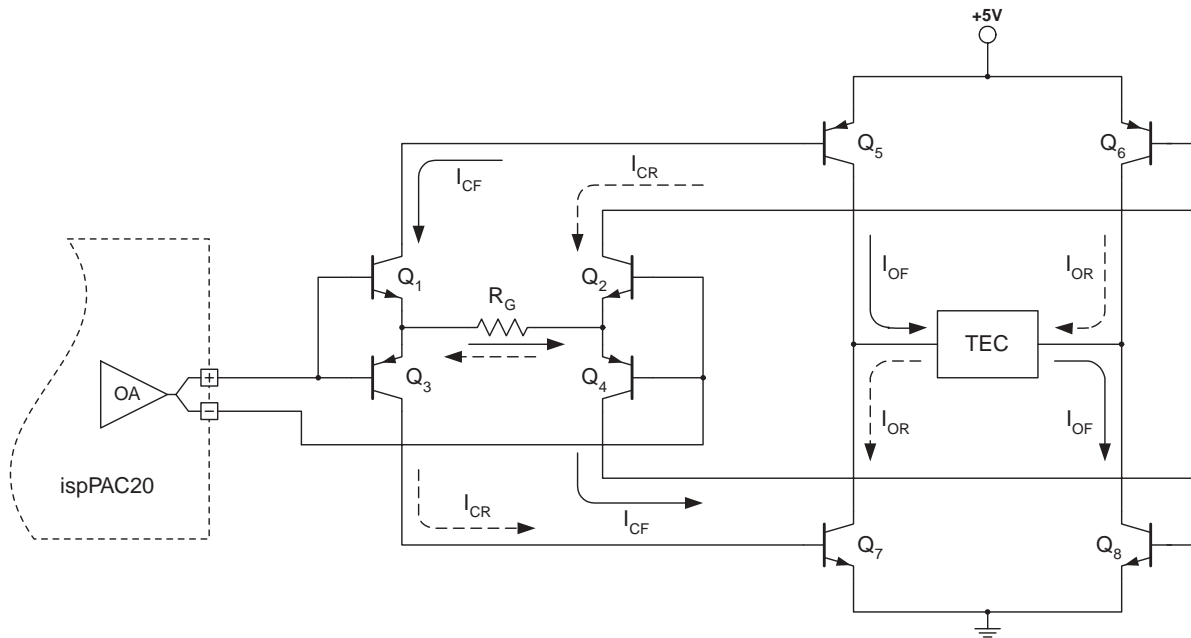 +5V
Q5
Q6
ICF
ICR
Q1
Q2
IOF
IOR
RG
+
TEC
OA
Q3
Q4
−
IOR
IOF
ispPAC20
ICR
ICF
Q7
Q8